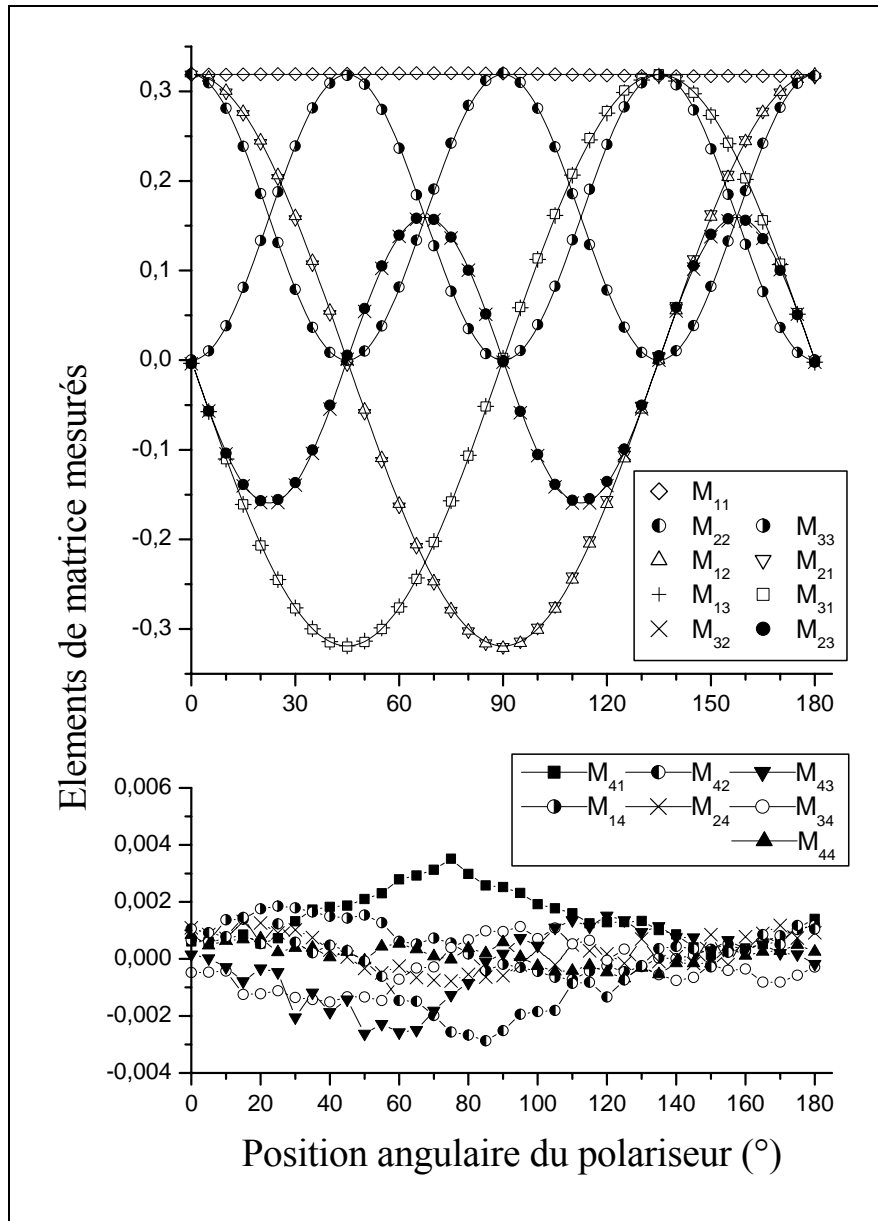 Elements de matrice mesurés
0,3
0,2
0,1
0,0
-0,1
-0,2
-0,3
M11
M22 M33
M12 M21
M13 M31
M32 M23
0 30 60 90 120 150 180
0,006
0,004
0,002
0,000
-0,002
-0,004
M41 M42 M43
M14 M24 M34
M44
0 20 40 60 80 100 120 140 160 180
Position angulaire du polariseur (°)